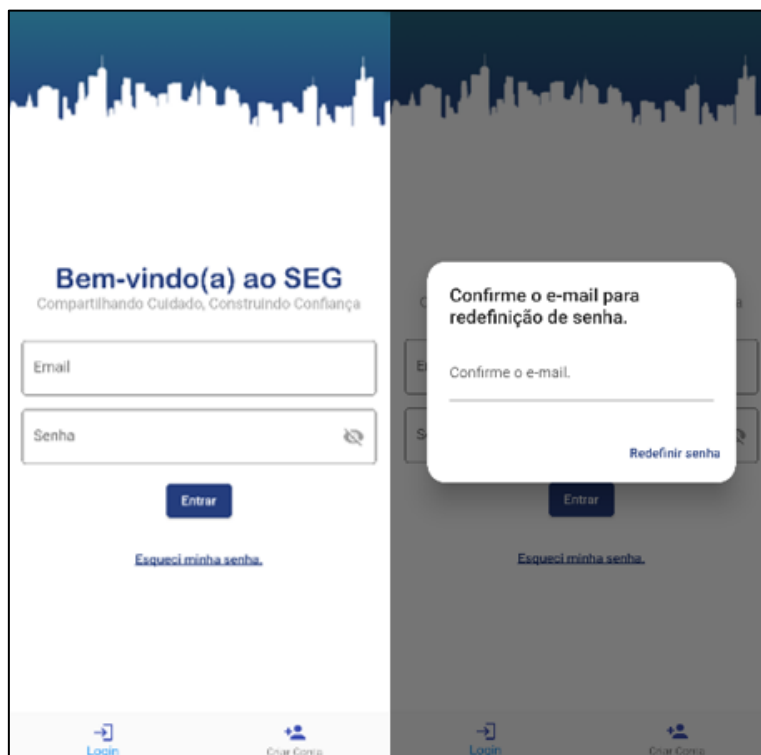 Bem-vindo(a) ao SEG
Compartilhando Cuidado, Construindo Confiança
Email
Senha
Entrar
Esqueci minha senha.
Login
Criar Conta
Confirme o e-mail para
redefinição de senha.
Confirme o e-mail.
Redefinir senha
Entrar
Esqueci minha senha.
Login
Criar Conta